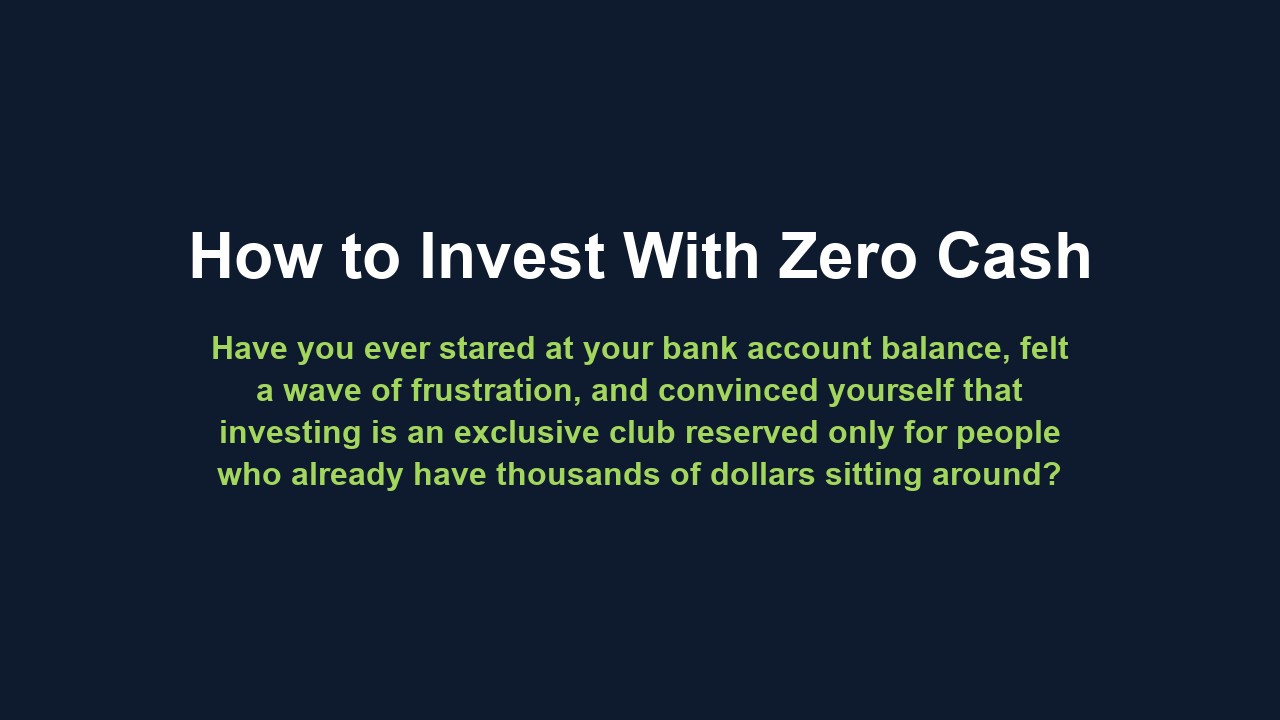 How to Invest With Zero Cash
Have you ever stared at your bank account balance, felt
a wave of frustration, and convinced yourself that
investing is an exclusive club reserved only for people
who already have thousands of dollars sitting around?